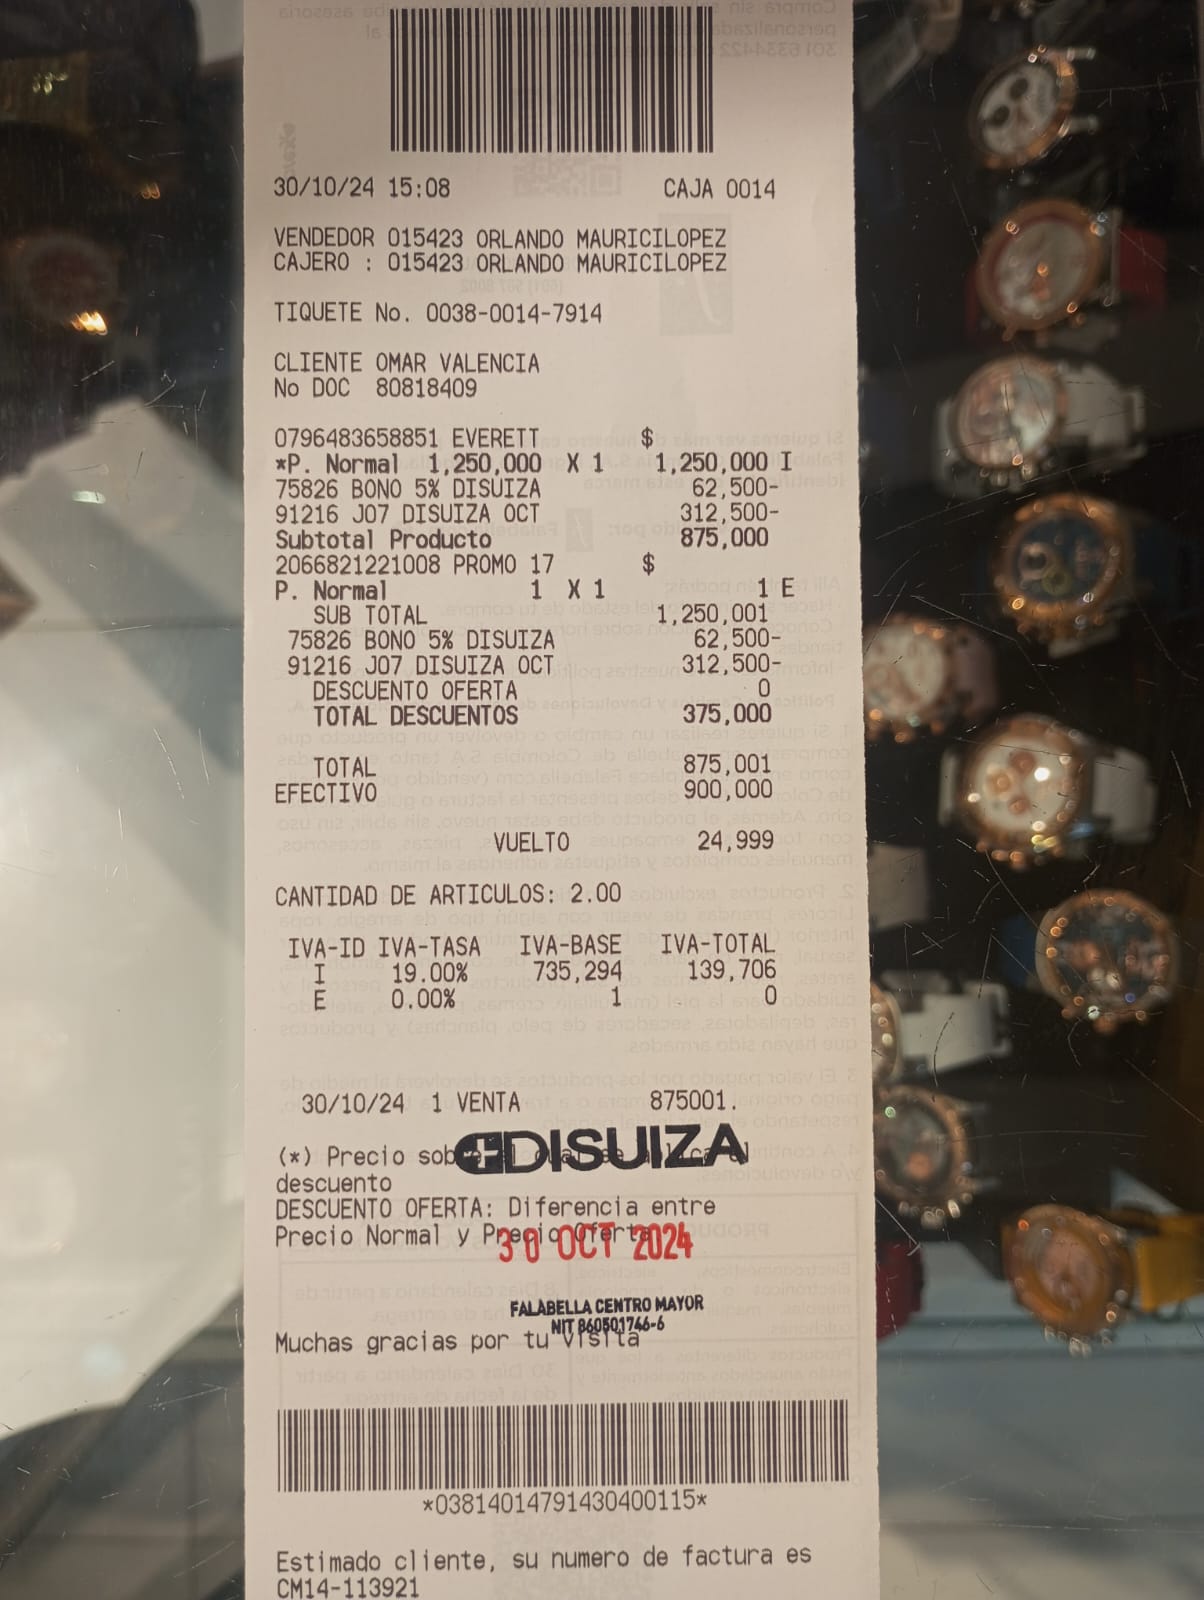 30/10/24 15:08 CAJA 0014
VENDEDOR 015423 ORLANDO MAURICILOPEZ
CAJERO : 015423 ORLANDO MAURICILOPEZ
TIQUETE No. 0038-0014-7914
CLIENTE OMAR VALENCIA
No DOC 80818409
0796483658851 EVERETT $
*P. Normal 1,250,000 X 1 1,250,000 I
75826 BONO 5% DISUIZA 62,500-
91216 J07 DISUIZA OCT 312,500-
Subtotal Producto 875,000
2066821221008 PROMO 17 $
P. Normal 1 X 1 1 E
SUB TOTAL 1,250,001
75826 BONO 5% DISUIZA 62,500-
91216 J07 DISUIZA OCT 312,500-
DESCUENTO OFERTA 0
TOTAL DESCUENTOS 375,000
TOTAL 875,001
EFECTIVO 900,000
VUELTO 24,999
CANTIDAD DE ARTICULOS: 2.00
IVA-ID IVA-TASA IVA-BASE IVA-TOTAL
I 19.00% 735,294 139,706
E 0.00% 1 0
30/10/24 1 VENTA 875001.
DISUIZA
(*) Precio
descuento
DESCUENTO OFERTA: Diferencia entre
Precio Normal y Precio Oferta
30 OCT 2024
FALABELLA CENTRO MAYOR
NIT 860501746-6
Muchas gracias por tu visita
*03814014791430400115*
Estimado cliente, su numero de factura es
CM14-113921